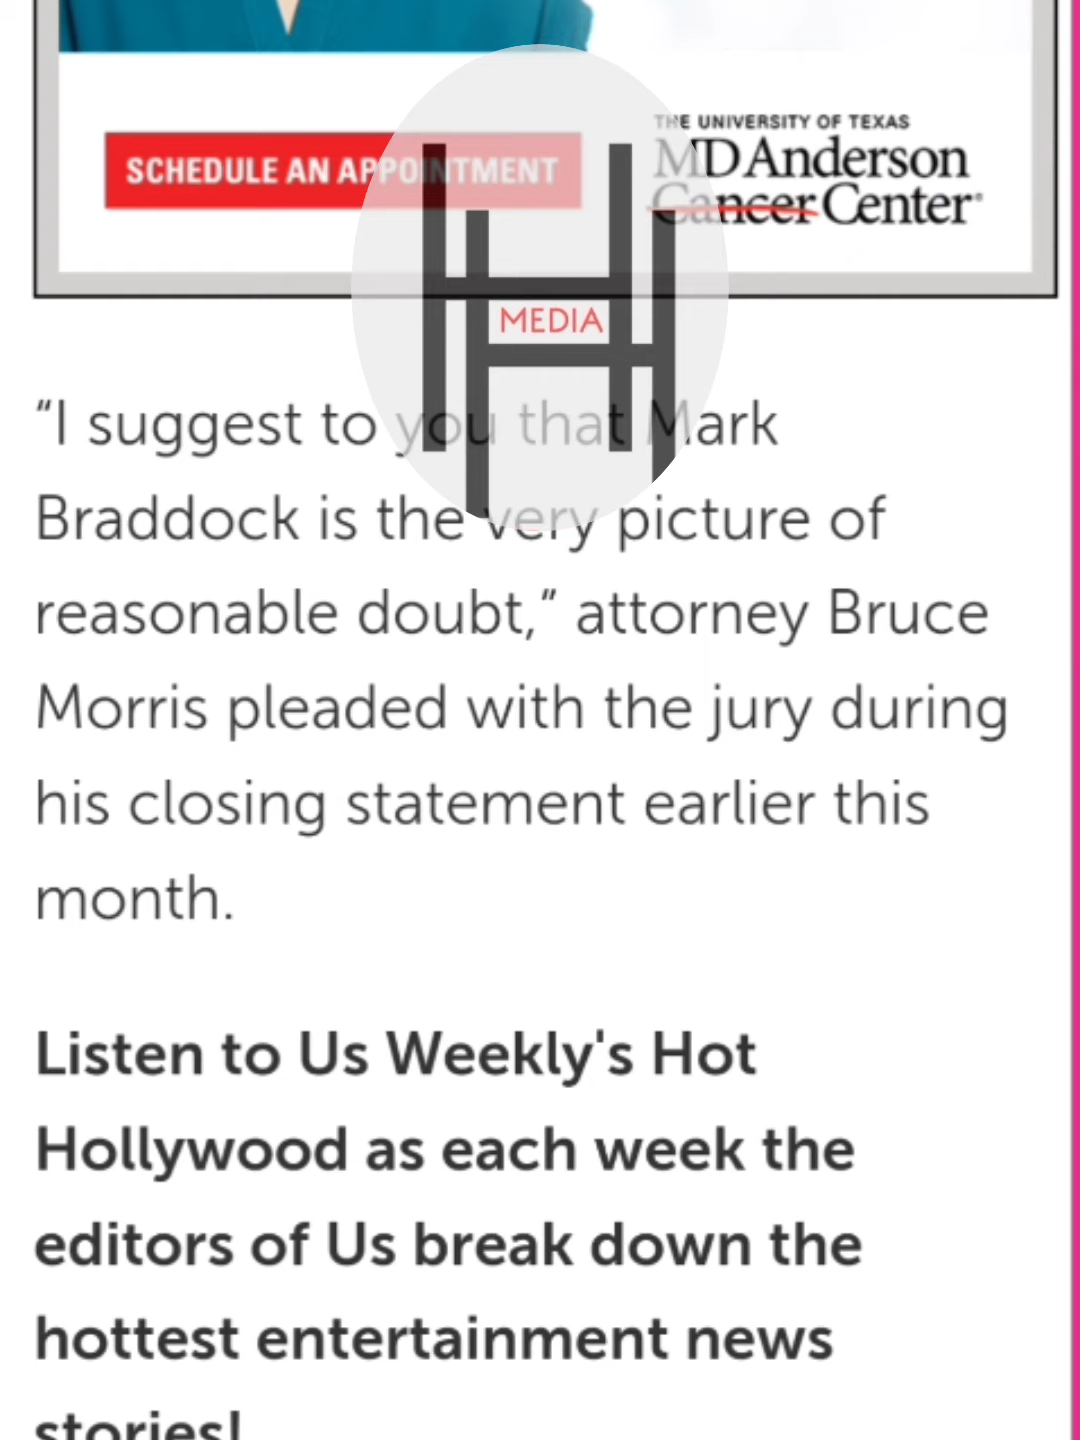 THE UNIVERSITY OF TEXAS
SCHEDULE AN APPOINTMENT
MD Anderson
Cancer Center
MEDIA
“I suggest to you that Mark
Braddock is the very picture of
reasonable doubt,” attorney Bruce
Morris pleaded with the jury during
his closing statement earlier this
month.
Listen to Us Weekly's Hot
Hollywood as each week the
editors of Us break down the
hottest entertainment news
stories!